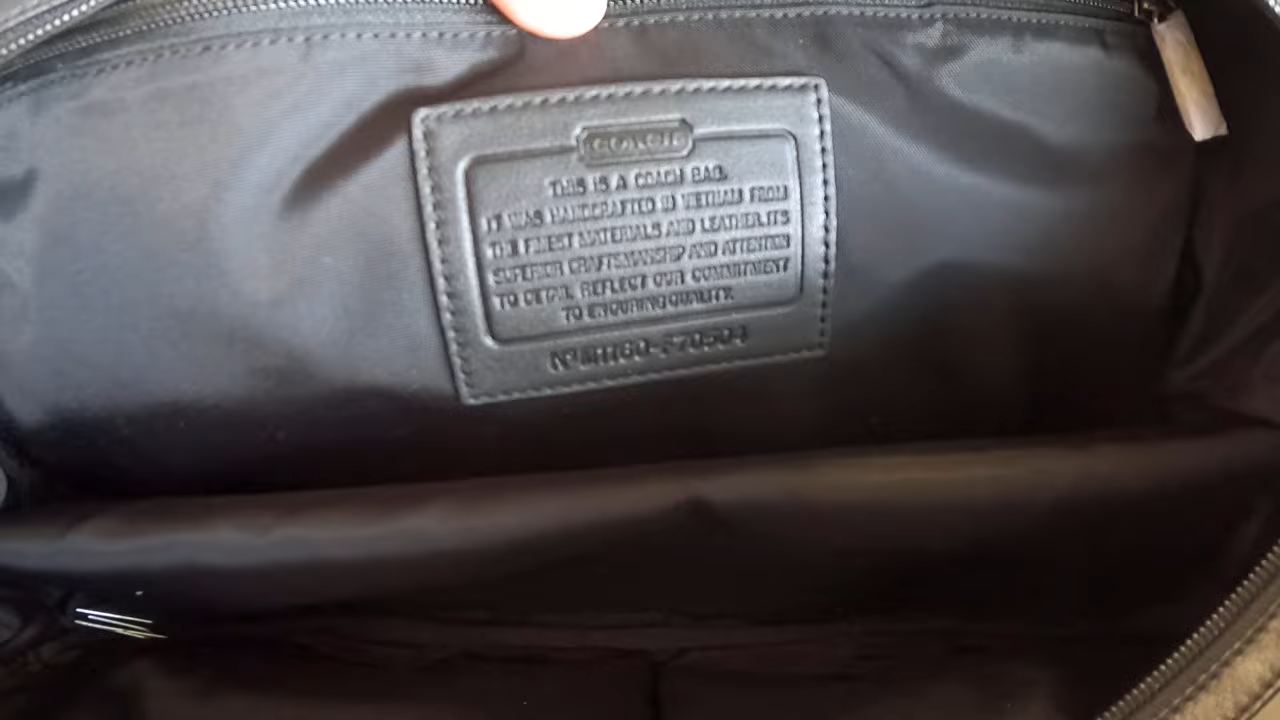 COACH
THIS IS A COACH BAG.
IT WAS HANDCRAFTED IN VIETNAM FROM
THE FINEST MATERIALS AND LEATHER. ITS
SUPERIOR CRAFTSMANSHIP AND ATTENTION
TO DETAIL REFLECT OUR COMMITMENT
TO ENDURING QUALITY.
Nº